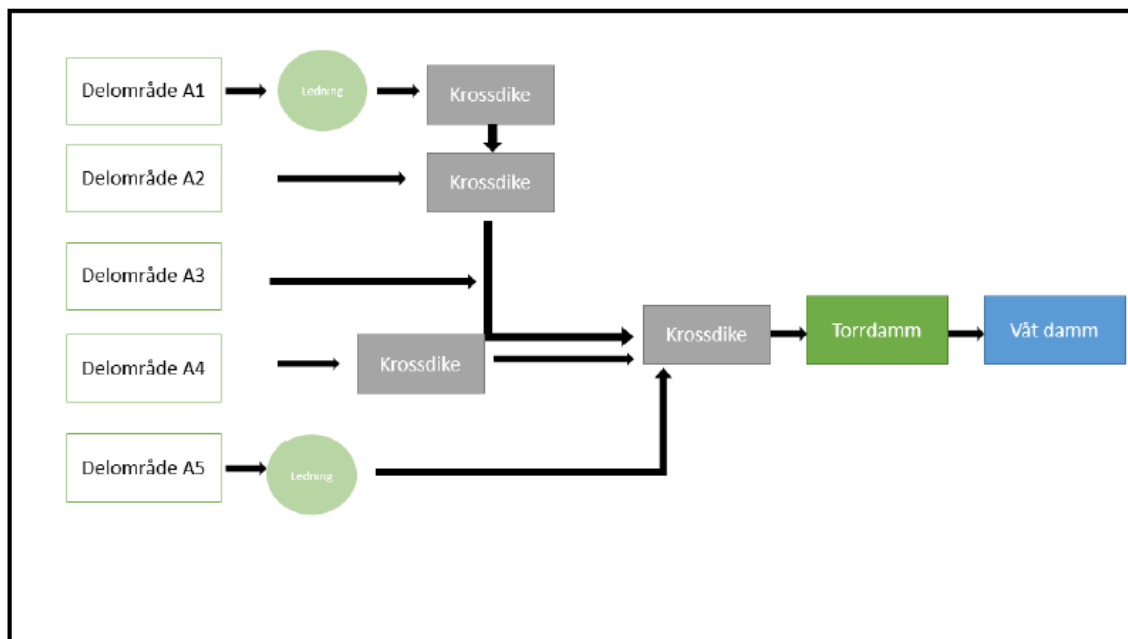 Delområde A1
Ledning
Krossdike
Delområde A2
Krossdike
Delområde A3
Krossdike
Torrdamm
Våt damm
Delområde A4
Krossdike
Delområde A5
Ledning